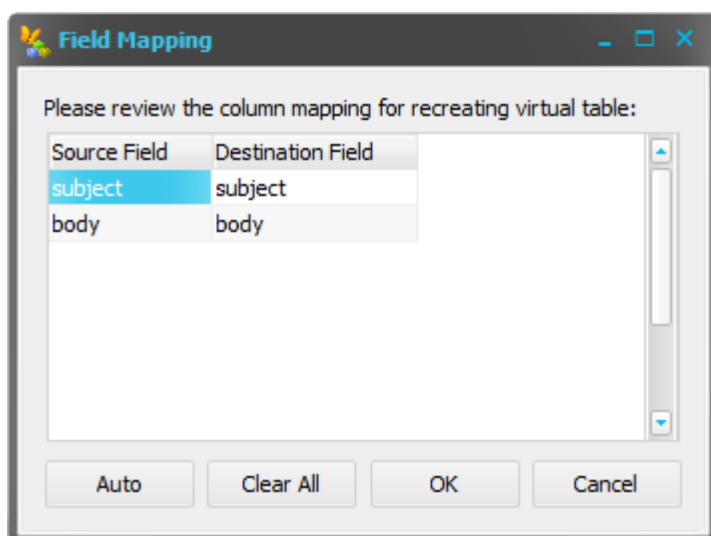 Field Mapping
Please review the column mapping for recreating virtual table:
Source Field Destination Field
subject subject
body body
Auto Clear All OK Cancel